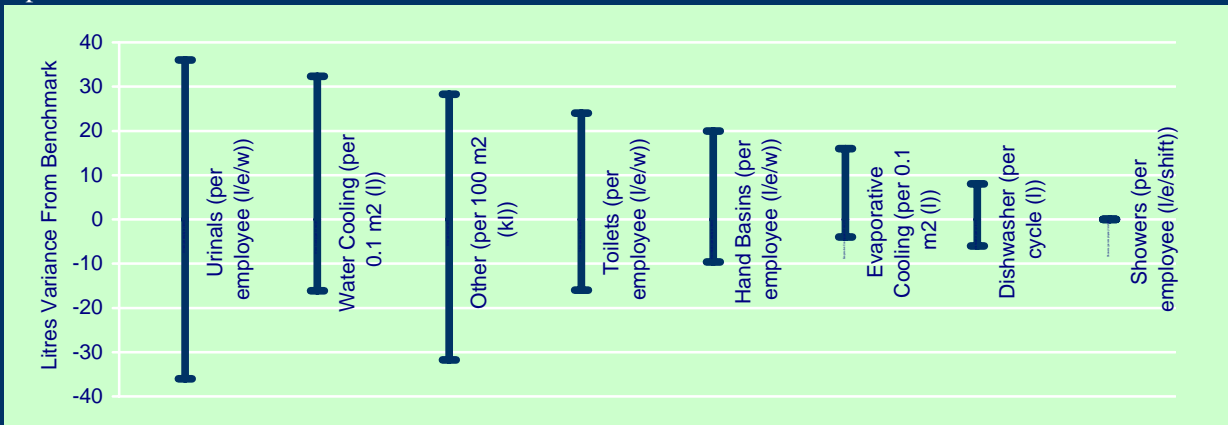 Litres Variance From Benchmark
40
30
20
10
0
-10
-20
-30
-40
Urinals (per
employee (l/e/w))
Water Cooling (per
0.1 m2 (l))
Other (per 100 m2
(kl))
Toilets (per
employee (l/e/w))
Hand Basins (per
employee (l/e/w))
Evaporative
Cooling (per 0.1
m2 (l))
Dishwasher (per
cycle (l))
Showers (per
employee (l/e/shift))